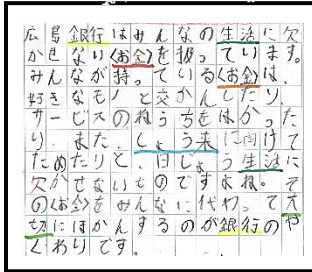 広島銀行はみんなの生活に欠
かせない〈お金〉を扱っています。
みんなが持っている〈お金〉は、
好きなモノと交かんしたり、
サービスのねうちをはかった
り、また、しょう来に向けて
ためたりと、日じょう生活に
欠かせないものですよね。そ
の〈お金〉をみんなに代わって大
切にほかんするのが銀行のや
くわりです。